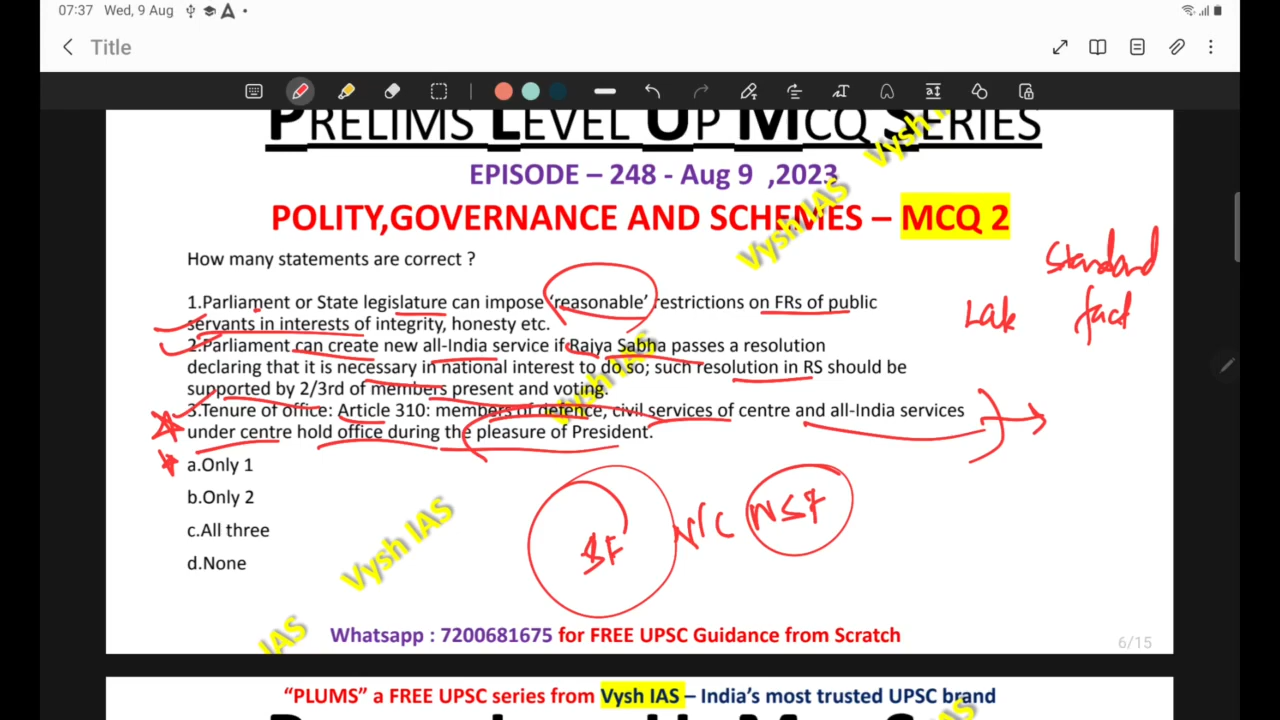 07:37 Wed, 9 Aug
Title
PRELIMS LEVEL UP MCQ SERIES
Vysh IAS
EPISODE – 248 - Aug 9 ,2023
Vysh IAS
POLITY,GOVERNANCE AND SCHEMES – MCQ 2
How many statements are correct ?
Standard
fact
1.Parliament or State legislature can impose ‘reasonable’ restrictions on FRs of public
servants in interests of integrity, honesty etc.
2.Parliament can create new all-India service if Rajya Sabha passes a resolution
declaring that it is necessary in national interest to do so; such resolution in RS should be
supported by 2/3rd of members present and voting.
Vysh IAS
3.Tenure of office: Article 310: members of defence, civil services of centre and all-India services
under centre hold office during the pleasure of President.
a.Only 1
b.Only 2
c.All three
d.None
Vysh IAS
IAS
Whatsapp : 7200681675 for FREE UPSC Guidance from Scratch
6/15
“PLUMS” a FREE UPSC series from Vysh IAS – India’s most trusted UPSC brand